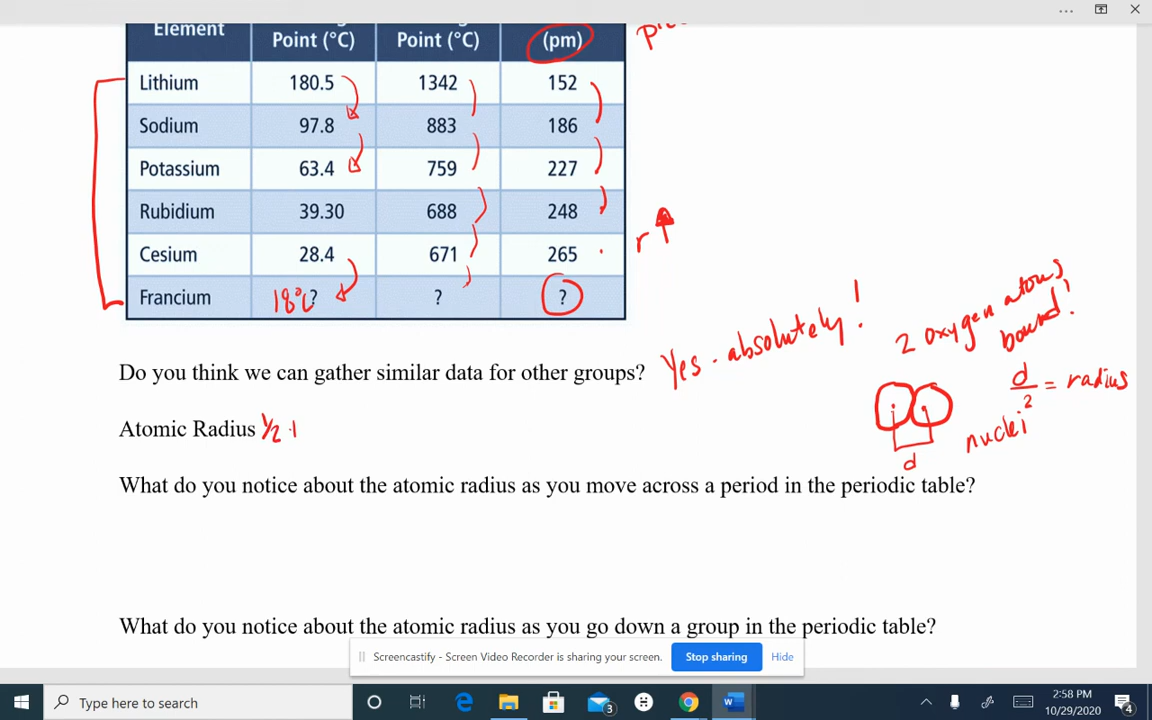 Element Point (°C) Point (°C) (pm)
Lithium 180.5 1342 152
Sodium 97.8 883 186
Potassium 63.4 759 227
Rubidium 39.30 688 248
r
Cesium 28.4 671 265
Francium 18°C? ? ?
2 oxygen atoms,
bound!
Do you think we can gather similar data for other groups? Yes - absolutely!
d/2 = radius
Atomic Radius 1/2
nuclei
d
What do you notice about the atomic radius as you move across a period in the periodic table?
What do you notice about the atomic radius as you go down a group in the periodic table?
Screencastify - Screen Video Recorder is sharing your screen. Stop sharing Hide
Type here to search
3
2:58 PM
10/29/2020
4